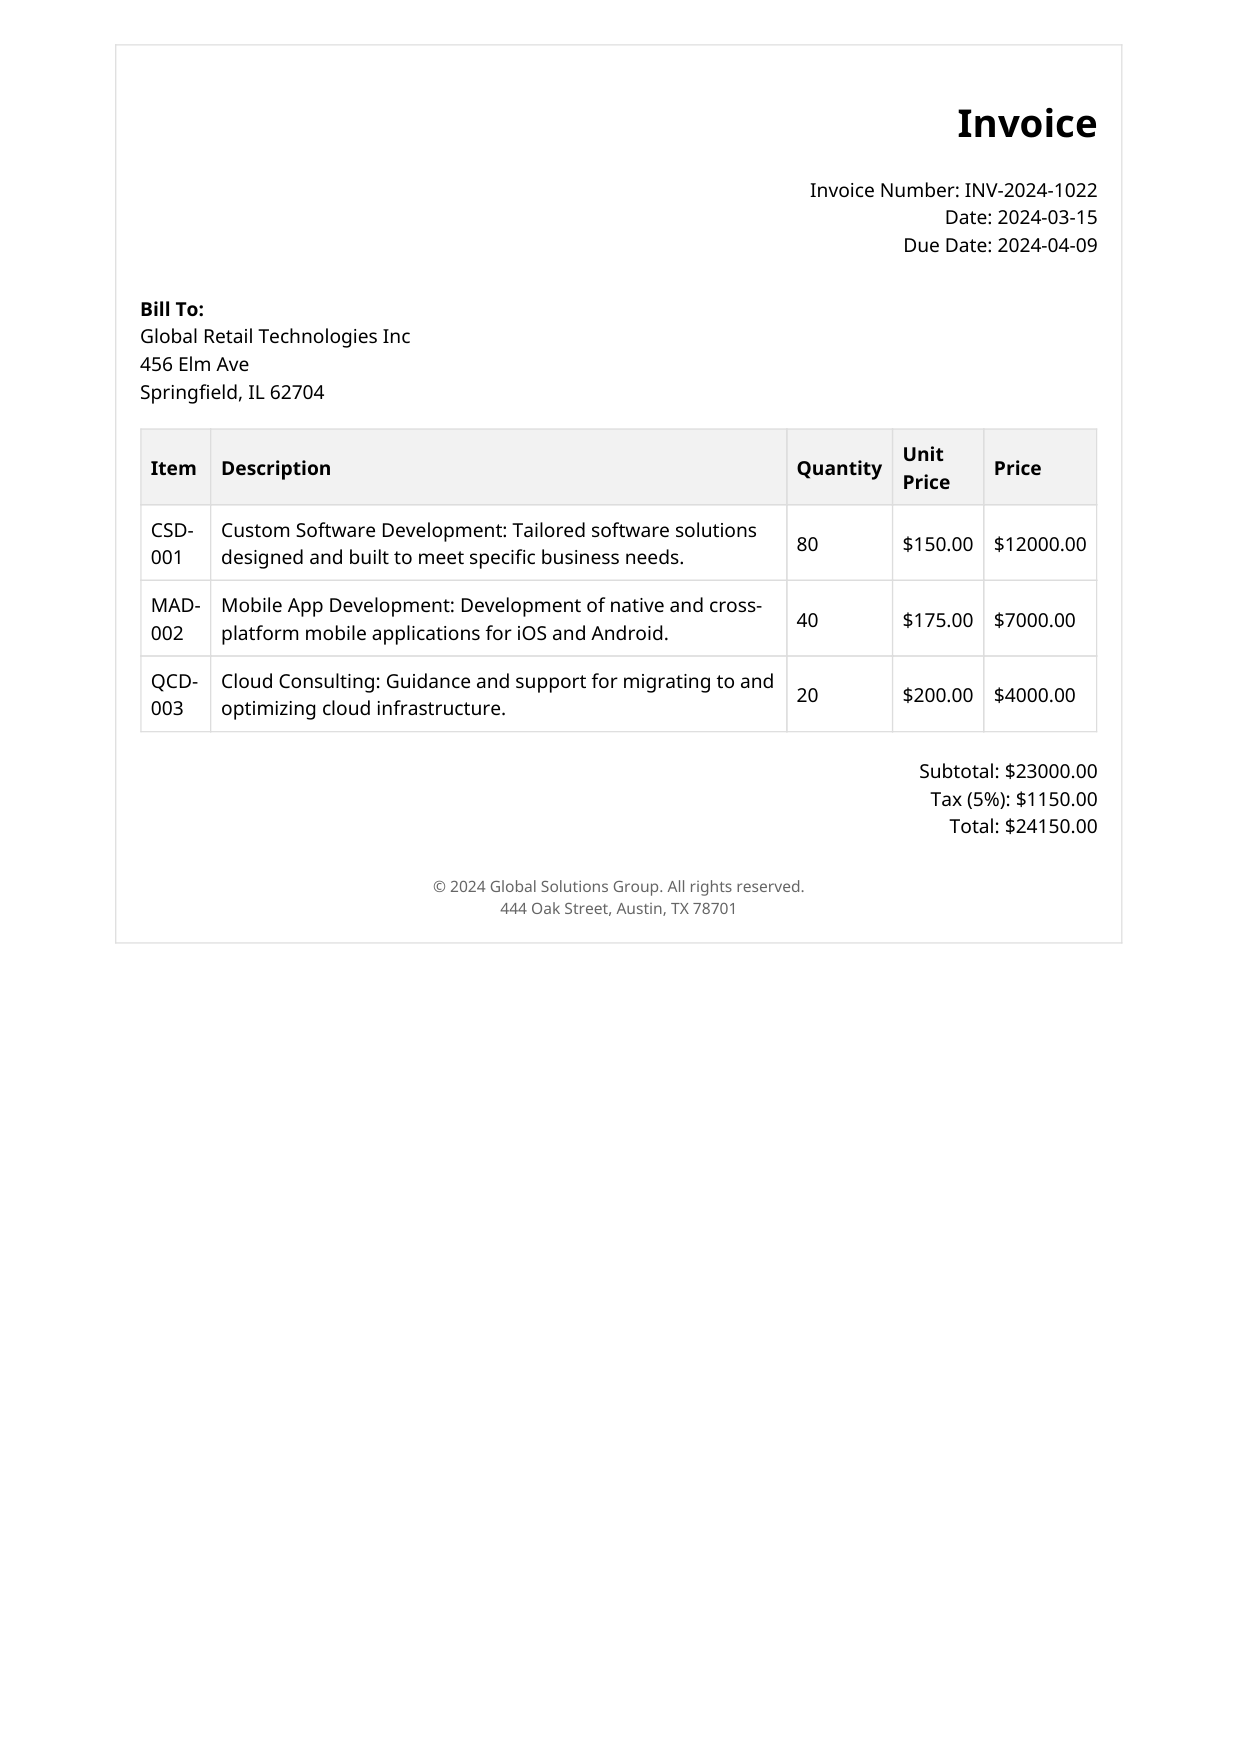 Invoice
Invoice Number: INV-2024-1022
Date: 2024-03-15
Due Date: 2024-04-09
Bill To:
Global Retail Technologies Inc
456 Elm Ave
Springfield, IL 62704
Item Description Quantity Unit Price Price
CSD-001 Custom Software Development: Tailored software solutions
designed and built to meet specific business needs. 80 $150.00 $12000.00
MAD-002 Mobile App Development: Development of native and cross-
platform mobile applications for iOS and Android. 40 $175.00 $7000.00
QCD-003 Cloud Consulting: Guidance and support for migrating to and
optimizing cloud infrastructure. 20 $200.00 $4000.00
Subtotal: $23000.00
Tax (5%): $1150.00
Total: $24150.00
© 2024 Global Solutions Group. All rights reserved.
444 Oak Street, Austin, TX 78701